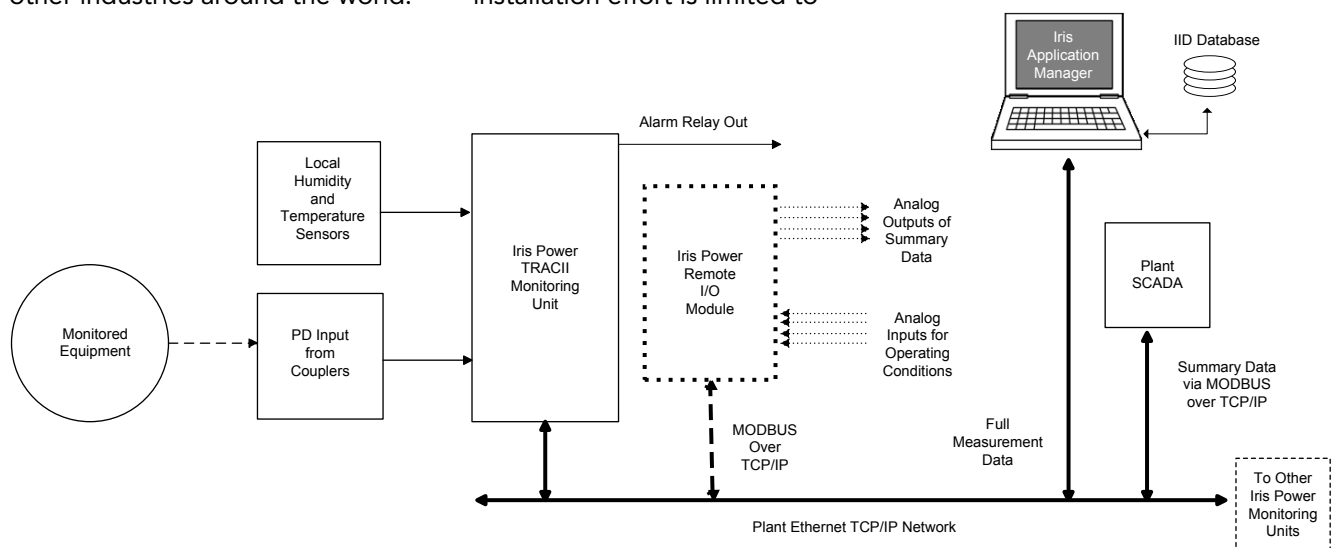 other industries around the world.
installation effort is limited to
Iris
Application
Manager
IID Database
Alarm Relay Out
Local
Humidity
and
Temperature
Sensors
Iris Power
TRACII
Monitoring
Unit
Iris Power
Remote
I/O
Module
Analog
Outputs of
Summary
Data
Plant
SCADA
Monitored
Equipment
PD Input
from
Couplers
Analog
Inputs for
Operating
Conditions
Summary Data
via MODBUS
over TCP/IP
MODBUS
Over
TCP/IP
Full
Measurement
Data
To Other
Iris Power
Monitoring
Units
Plant Ethernet TCP/IP Network